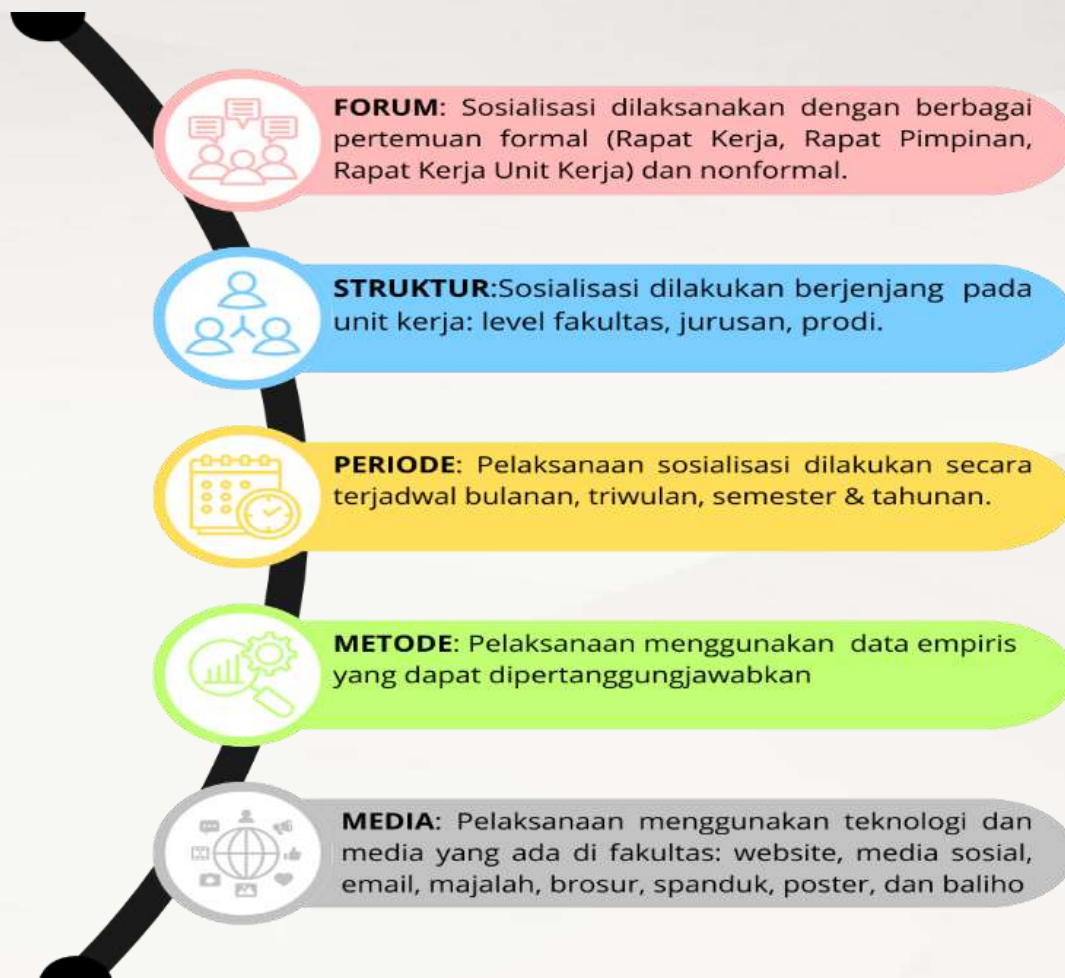 FORUM: Sosialisasi dilaksanakan dengan berbagai
pertemuan formal (Rapat Kerja, Rapat Pimpinan,
Rapat Kerja Unit Kerja) dan nonformal.
STRUKTUR:Sosialisasi dilakukan berjenjang pada
unit kerja: level fakultas, jurusan, prodi.
PERIODE: Pelaksanaan sosialisasi dilakukan secara
terjadwal bulanan, triwulan, semester & tahunan.
METODE: Pelaksanaan menggunakan data empiris
yang dapat dipertanggungjawabkan
MEDIA: Pelaksanaan menggunakan teknologi dan
media yang ada di fakultas: website, media sosial,
email, majalah, brosur, spanduk, poster, dan baliho